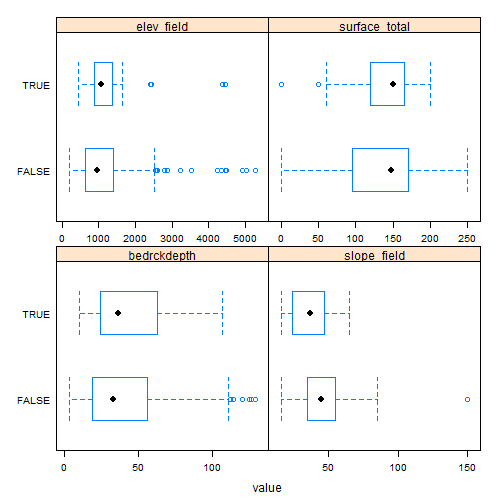 elev_field surface_total
TRUE
FALSE
0 1000 2000 3000 4000 5000 0 50 100 150 200 250
bedrckdepth slope_field
TRUE
FALSE
0 50 100 50 100 150
value